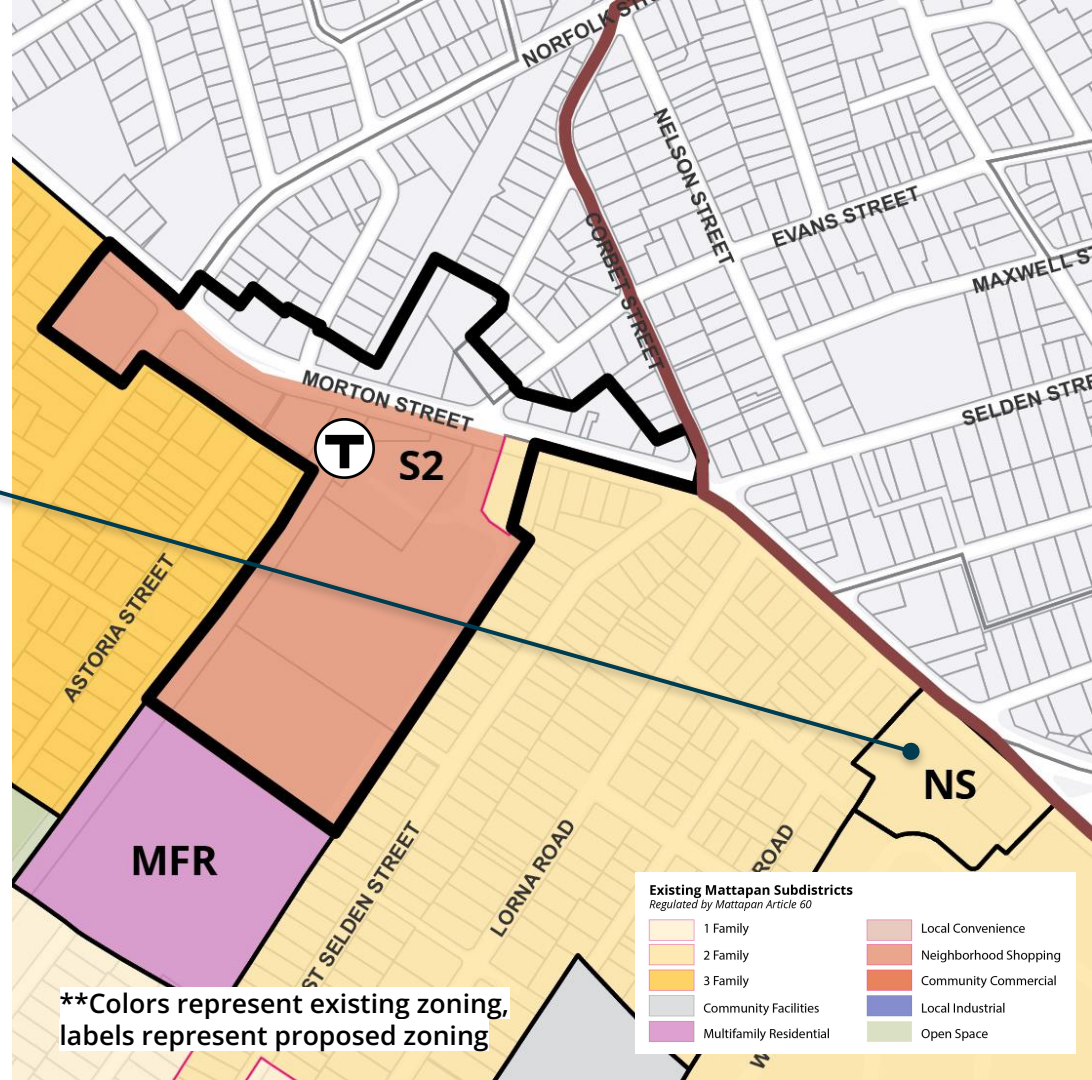 NORFOLK ST
NELSON STREET
EVANS STREET
MAXWELL S
CORBET STREET
SELDEN STRE
MORTON STREET
T
S2
ASTORIA STREET
NS
MFR
ST SELDEN STREET
LORNA ROAD
ROAD
W
Existing Mattapan Subdistricts
Regulated by Mattapan Article 60
1 Family
2 Family
3 Family
Community Facilities
Multifamily Residential
Local Convenience
Neighborhood Shopping
Community Commercial
Local Industrial
Open Space
**Colors represent existing zoning,
labels represent proposed zoning